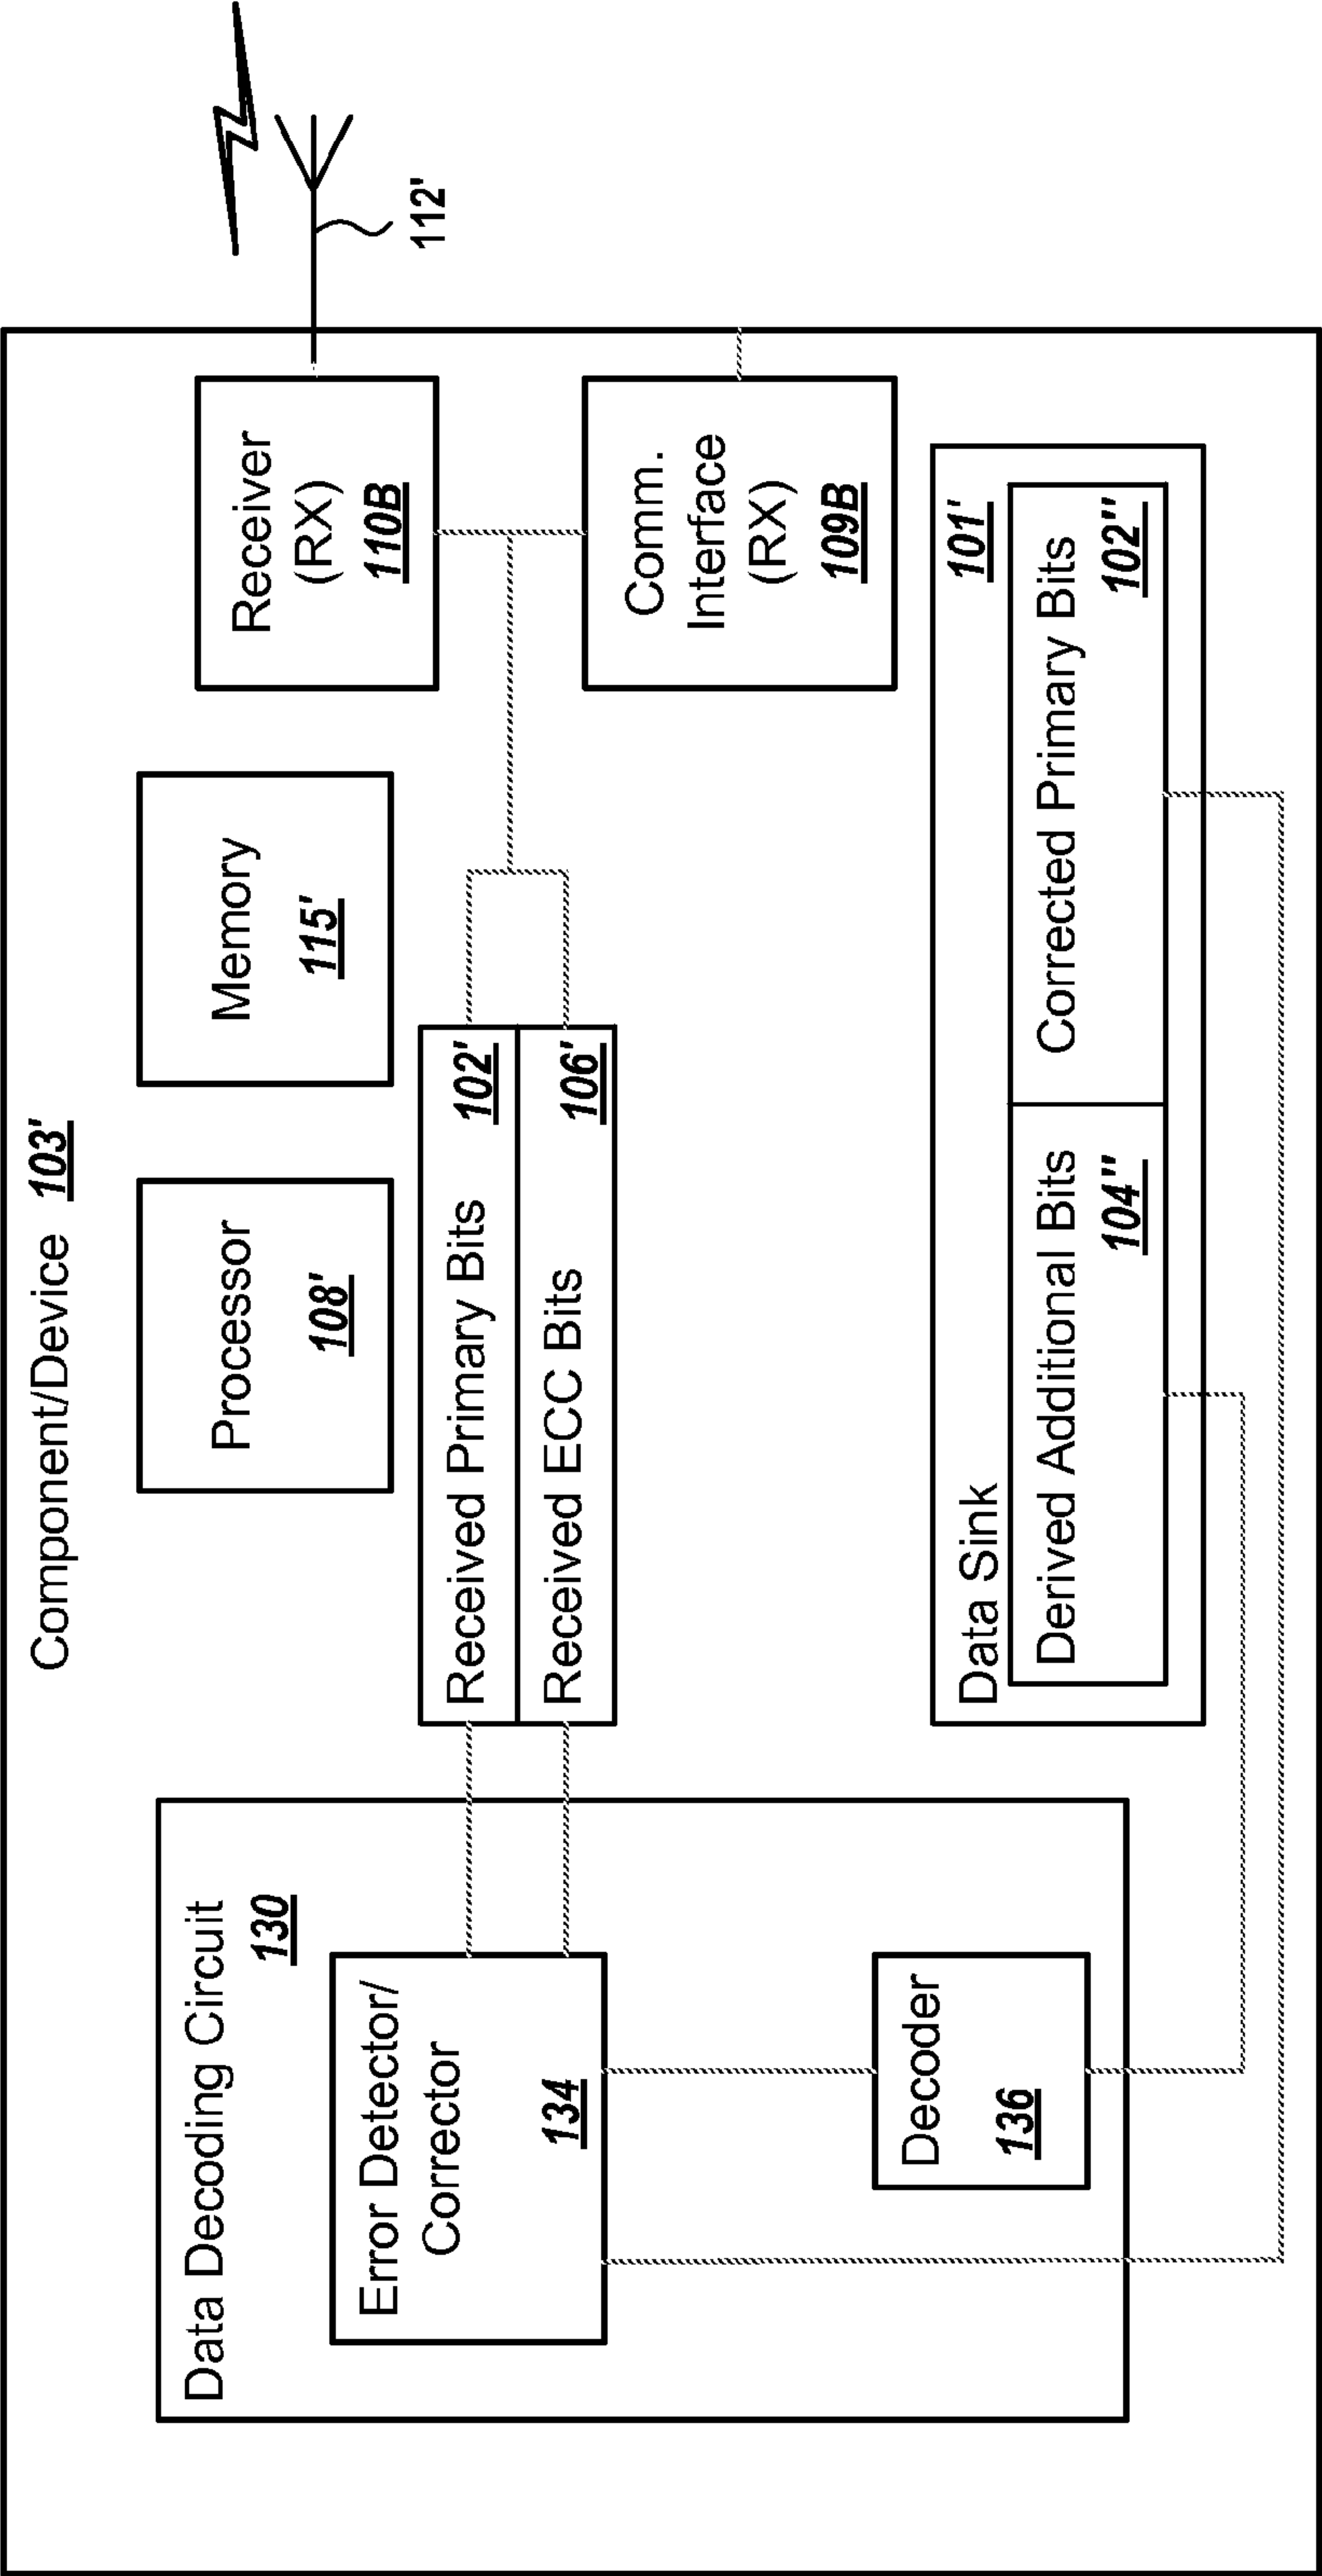 Component/Device 103'
Data Decoding Circuit
130
Error Detector/
Corrector
134
Decoder
136
Processor
108'
Memory
115'
Received Primary Bits 102'
Received ECC Bits 106'
Receiver
(RX)
110B
112'
Comm.
Interface
(RX)
109B
Data Sink 101'
Derived Additional Bits
104"
Corrected Primary Bits
102"